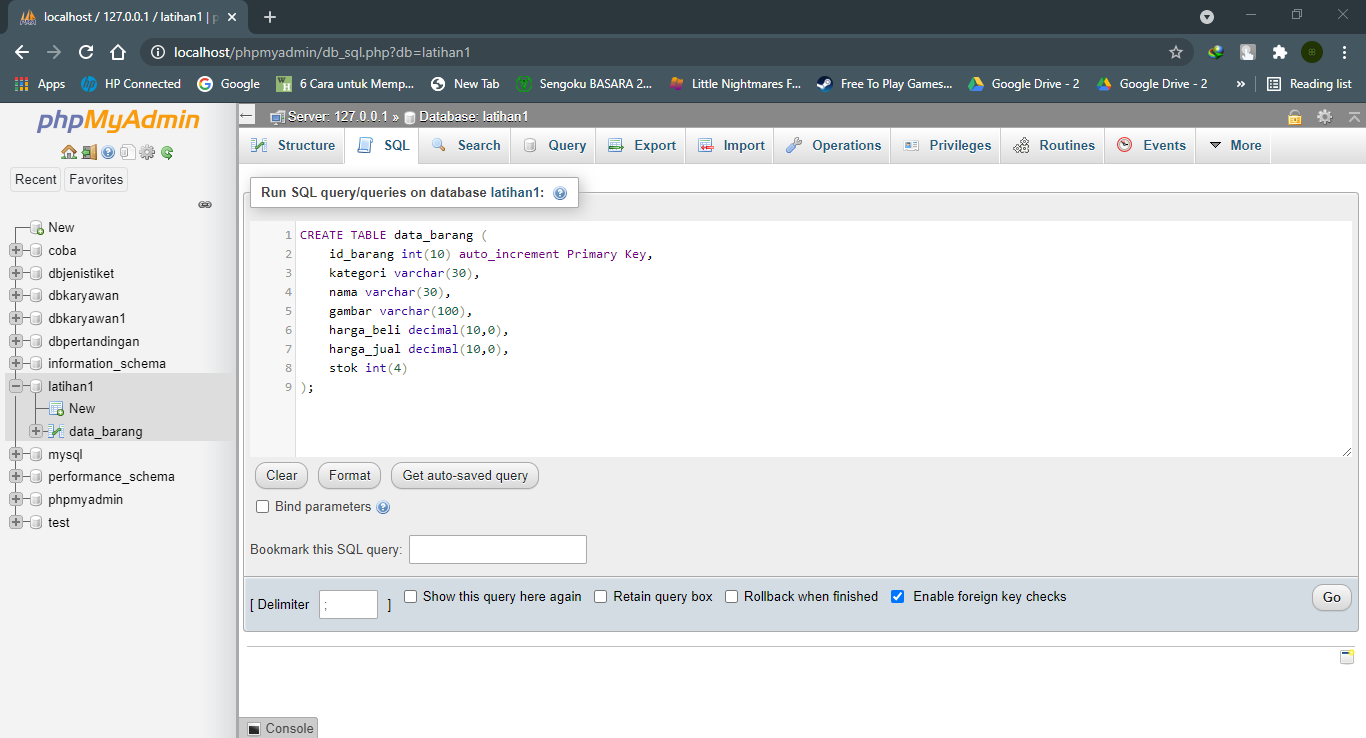 localhost / 127.0.0.1 / latihan1 | p
localhost/phpmyadmin/db_sql.php?db=latihan1
Apps HP Connected Google 6 Cara untuk Memp... New Tab Sengoku BASARA 2... Little Nightmares F... Free To Play Games... Google Drive - 2 Google Drive - 2 » Reading list
phpMyAdmin
Recent Favorites
New
coba
dbjenistiket
dbkaryawan
dbkaryawan1
dbpertandingan
information_schema
latihan1
New
data_barang
mysql
performance_schema
phpmyadmin
test
Server: 127.0.0.1 » Database: latihan1
Structure SQL Search Query Export Import Operations Privileges Routines Events More
Run SQL query/queries on database latihan1:
1 CREATE TABLE data_barang (
2 id_barang int(10) auto_increment Primary Key,
3 kategori varchar(30),
4 nama varchar(30),
5 gambar varchar(100),
6 harga_beli decimal(10,0),
7 harga_jual decimal(10,0),
8 stok int(4)
9 );
Clear Format Get auto-saved query
Bind parameters
Bookmark this SQL query:
[ Delimiter ; ] Show this query here again Retain query box Rollback when finished Enable foreign key checks Go
Console